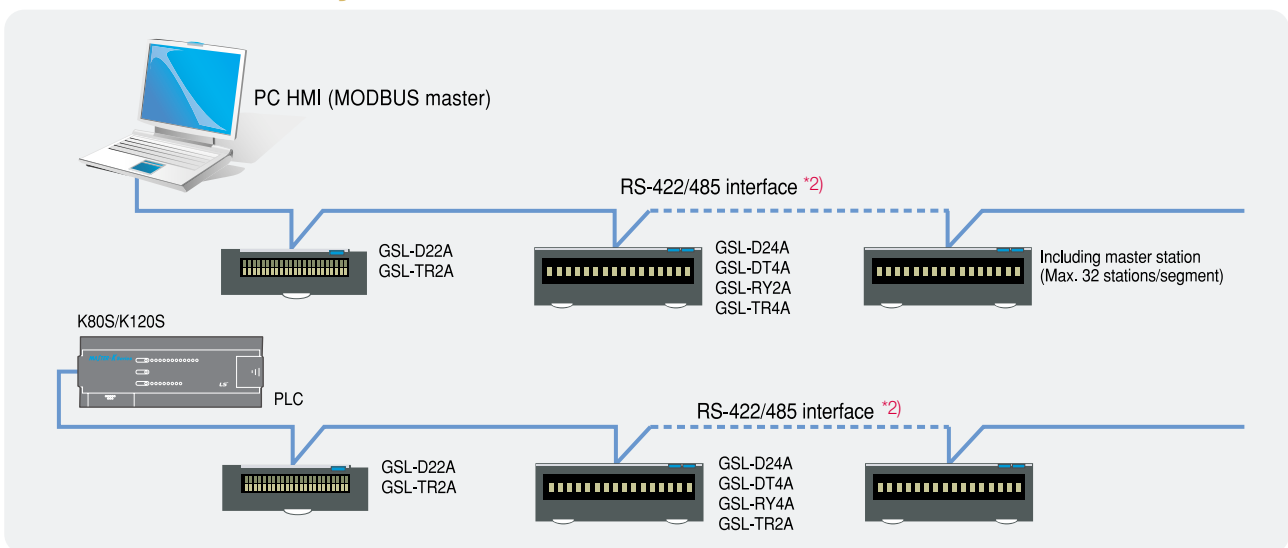 PC HMI (MODBUS master)
RS-422/485 interface *2)
GSL-D22A
GSL-TR2A
GSL-D24A
GSL-DT4A
GSL-RY2A
GSL-TR4A
Including master station
(Max. 32 stations/segment)
K80S/K120S
LS
PLC
RS-422/485 interface *2)
GSL-D22A
GSL-TR2A
GSL-D24A
GSL-DT4A
GSL-RY4A
GSL-TR2A